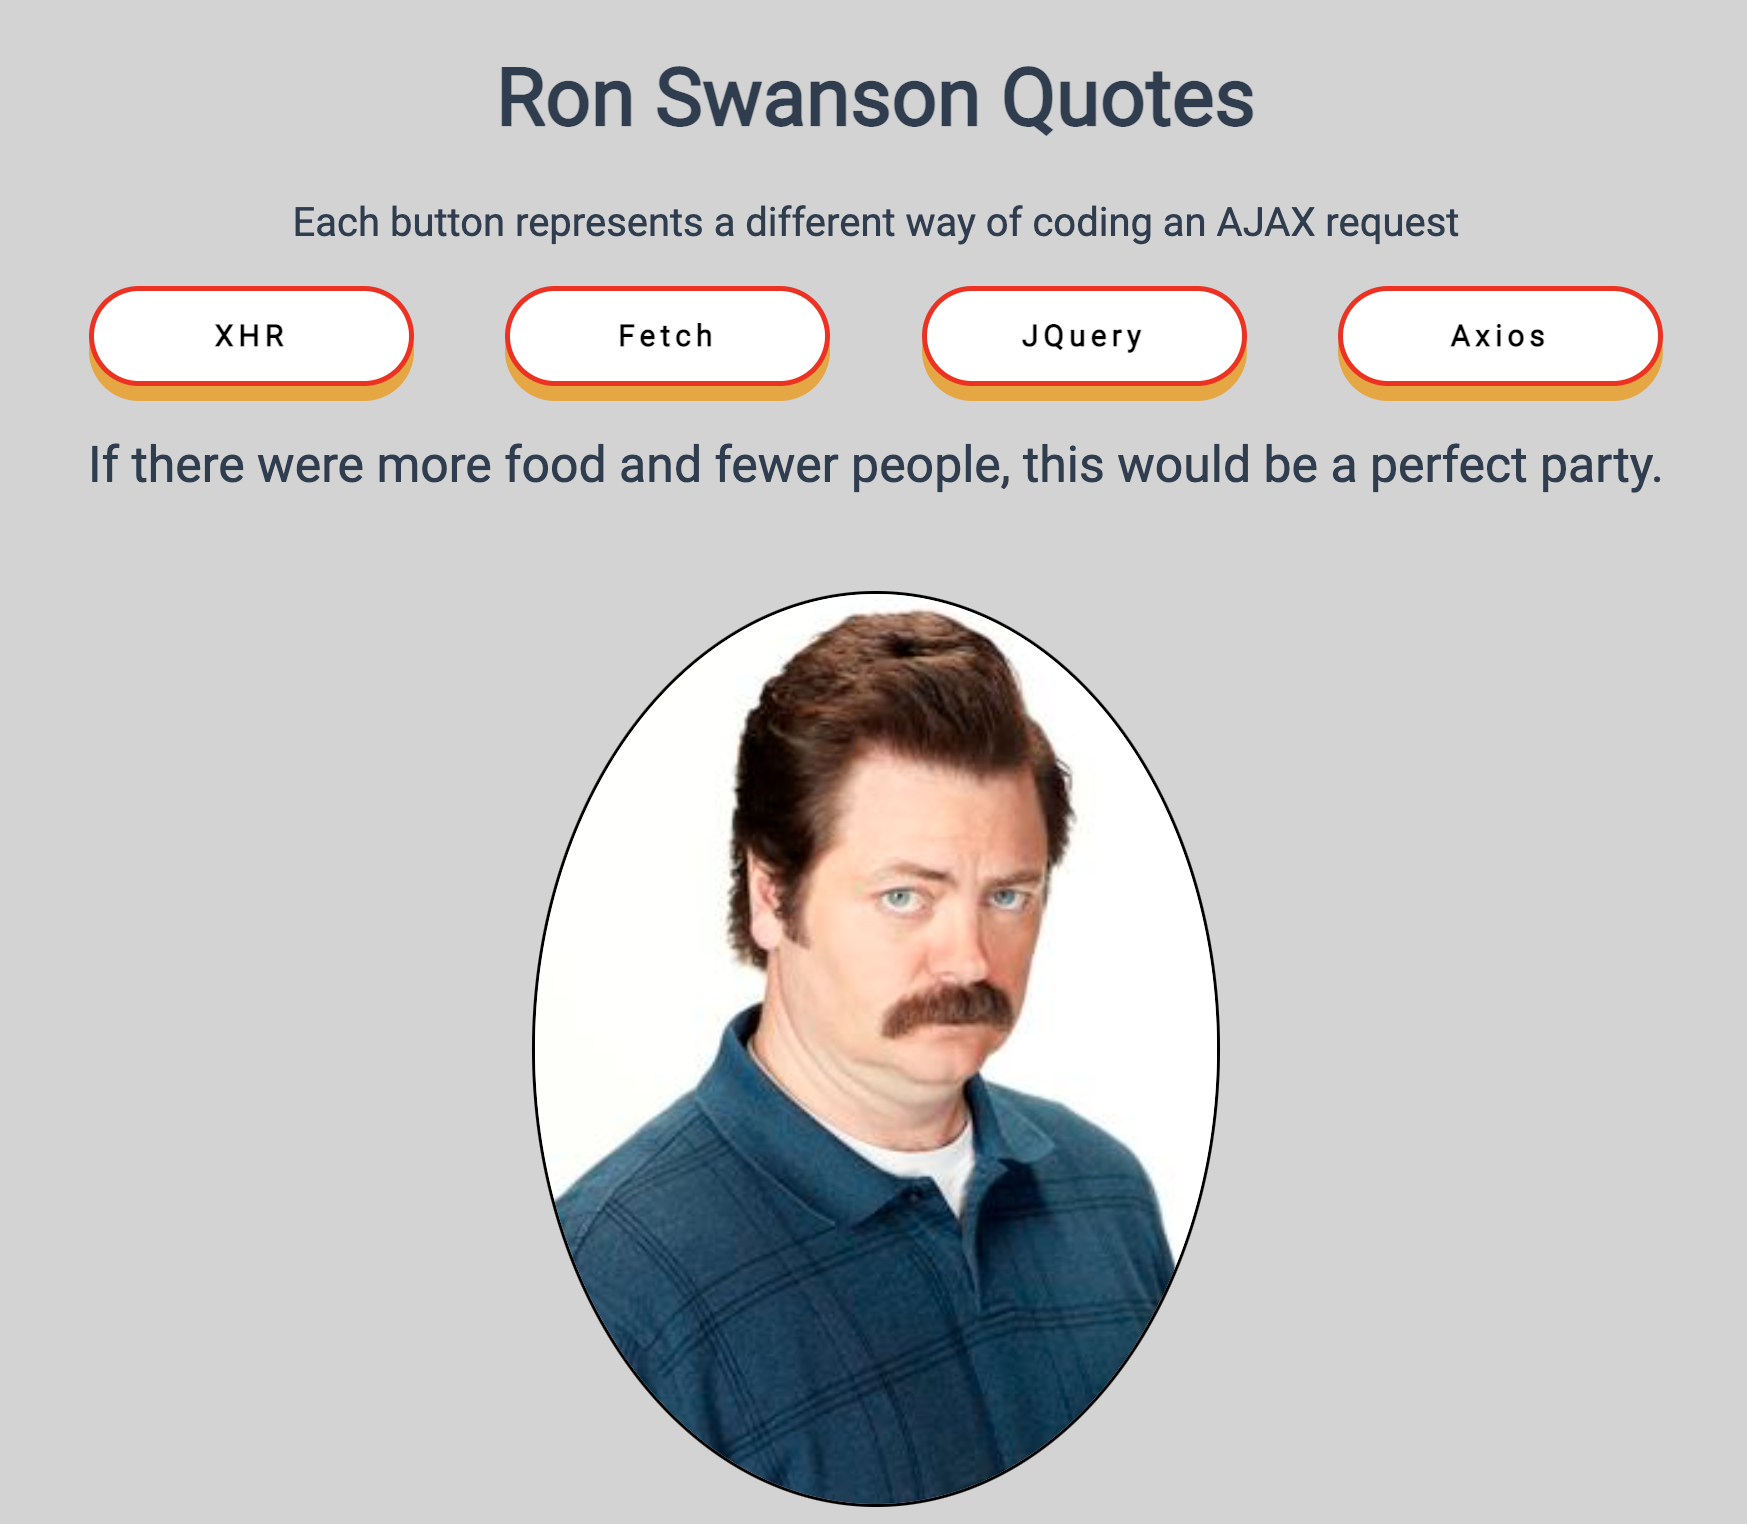 Ron Swanson Quotes
Each button represents a different way of coding an AJAX request
XHR
Fetch
JQuery
Axios
If there were more food and fewer people, this would be a perfect party.